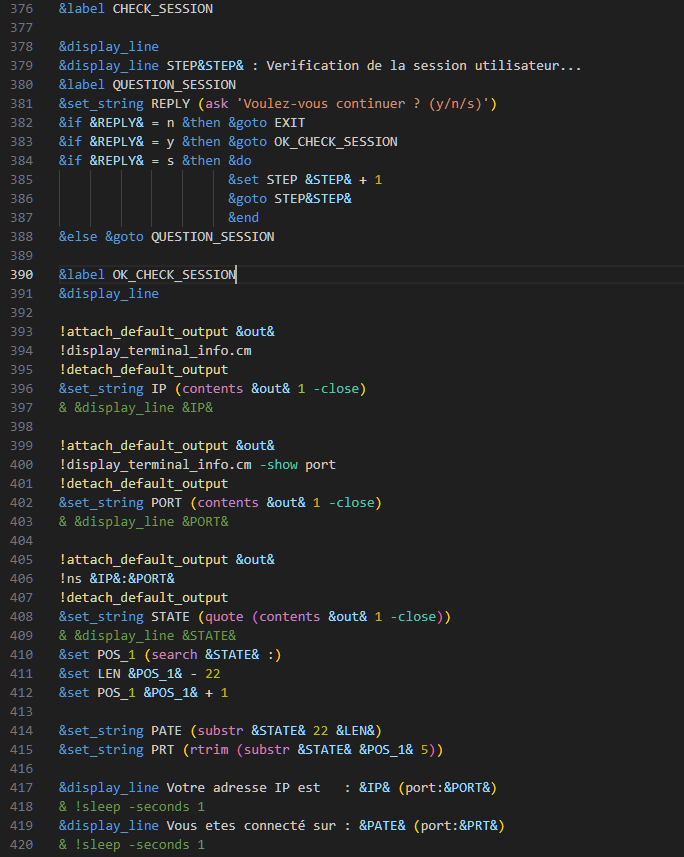 376 &label CHECK_SESSION
377
378 &display_line
379 &display_line STEP&STEP& : Verification de la session utilisateur...
380 &label QUESTION_SESSION
381 &set_string REPLY (ask 'Voulez-vous continuer ? (y/n/s)')
382 &if &REPLY& = n &then &goto EXIT
383 &if &REPLY& = y &then &goto OK_CHECK_SESSION
384 &if &REPLY& = s &then &do
385 &set STEP &STEP& + 1
386 &goto STEP&STEP&
387 &end
388 &else &goto QUESTION_SESSION
389
390 &label OK_CHECK_SESSION
391 &display_line
392
393 !attach_default_output &out&
394 !display_terminal_info.cm
395 !detach_default_output
396 &set_string IP (contents &out& 1 -close)
397 & &display_line &IP&
398
399 !attach_default_output &out&
400 !display_terminal_info.cm -show port
401 !detach_default_output
402 &set_string PORT (contents &out& 1 -close)
403 & &display_line &PORT&
404
405 !attach_default_output &out&
406 !ns &IP&:&PORT&
407 !detach_default_output
408 &set_string STATE (quote (contents &out& 1 -close))
409 & &display_line &STATE&
410 &set POS_1 (search &STATE& :)
411 &set LEN &POS_1& - 22
412 &set POS_1 &POS_1& + 1
413
414 &set_string PATE (substr &STATE& 22 &LEN&)
415 &set_string PRT (rtrim (substr &STATE& &POS_1& 5))
416
417 &display_line Votre adresse IP est : &IP& (port:&PORT&)
418 & !sleep -seconds 1
419 &display_line Vous etes connecté sur : &PATE& (port:&PRT&)
420 & !sleep -seconds 1